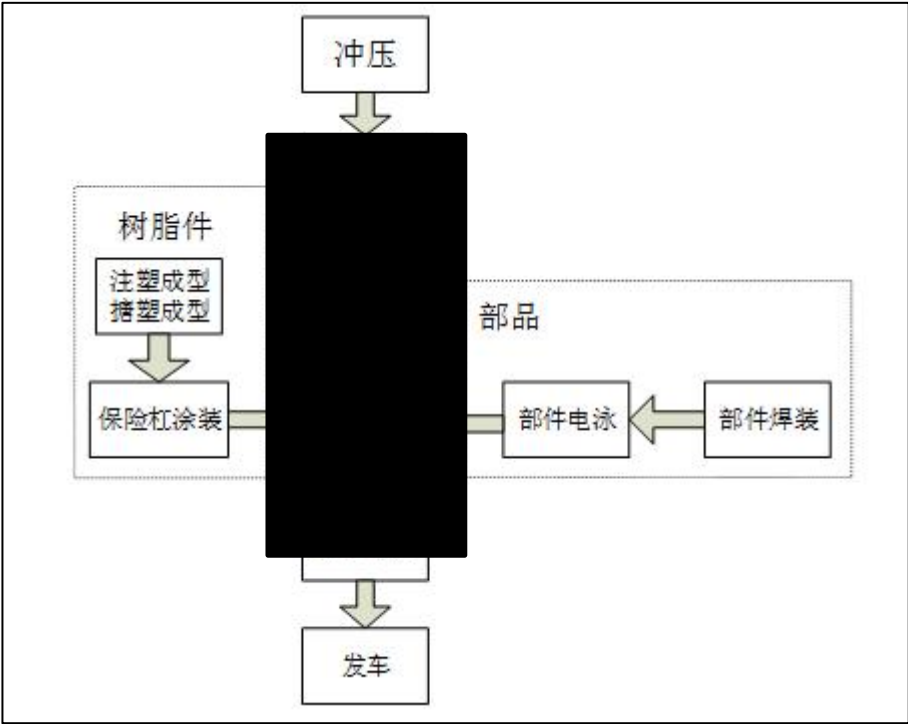 冲压
树脂件
注塑成型
搪塑成型
部品
保险杠涂装
部件电泳
部件焊装
发车